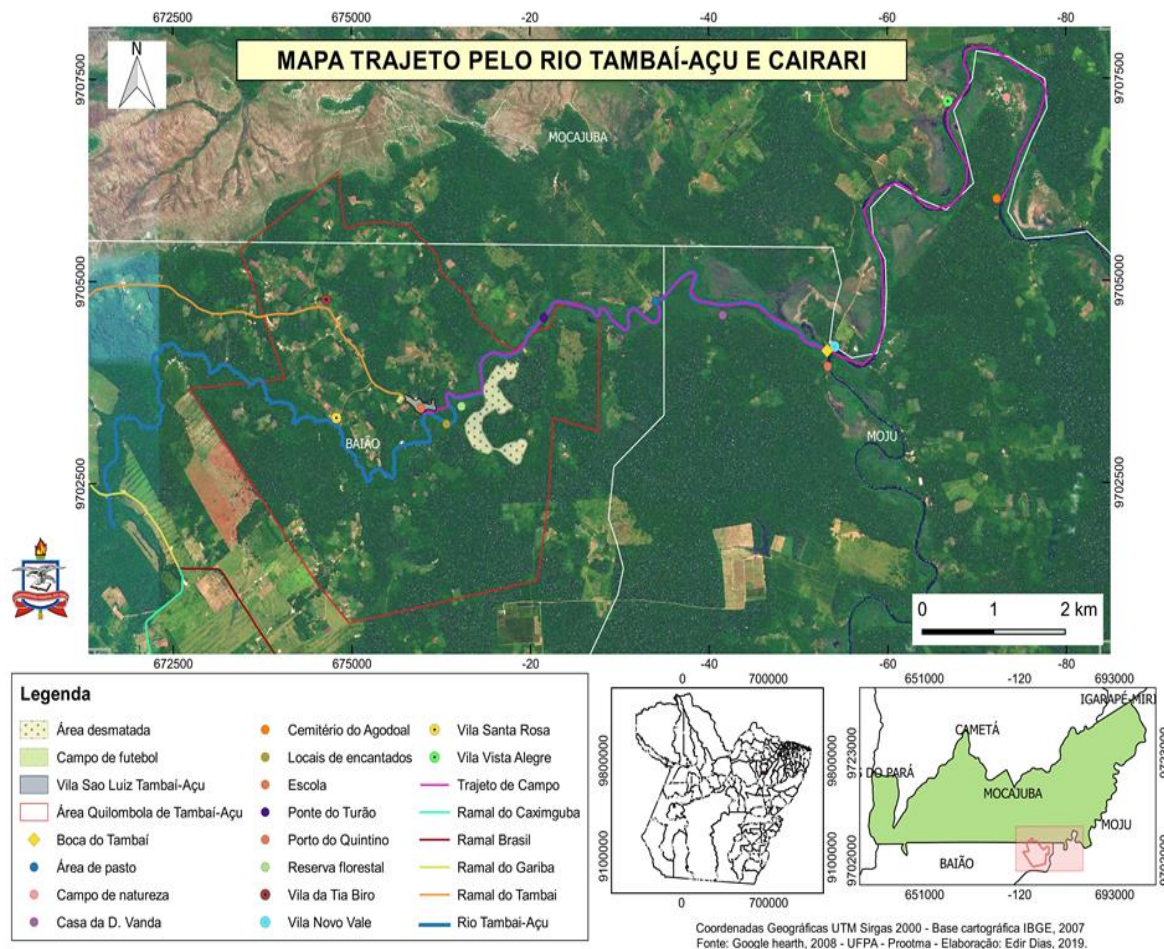 672500 675000 -20 -40 -60 -80
N
MAPA TRAJETO PELO RIO TAMBAÍ-AÇU E CAIRARI
9707500 9707500
MOCAJUBA
9705000 9705000
BAIÃO
MOJU
9702500 9702500
0 1 2 km
672500 675000 -20 -40 -60 -80
Legenda
Área desmatada
Campo de futebol
Vila Sao Luiz Tambaí-Açu
Área Quilombola de Tambaí-Açu
Boca do Tambaí
Área de pasto
Campo de natureza
Casa da D. Vanda
Cemitério do Agodoal
Locais de encantados
Escola
Ponte do Turão
Porto do Quintino
Reserva florestal
Vila da Tia Biro
Vila Novo Vale
Vila Santa Rosa
Vila Vista Alegre
Trajeto de Campo
Ramal do Caximguba
Ramal Brasil
Ramal do Gariba
Ramal do Tambai
Rio Tambai-Açu
0 700000
9800000 9800000
9100000 9100000
0 700000
651000 -120 693000
IGARAPÉ-MIRI
CAMETÁ
9723000 9723000
S DO PARÁ
MOCAJUBA
MOJU
BAIÃO
9702000 9702000
651000 -120 693000
Coordenadas Geográficas UTM Sirgas 2000 - Base cartográfica IBGE, 2007
Fonte: Google hearth, 2008 - UFPA - Prootma - Elaboração: Edir Dias, 2019.